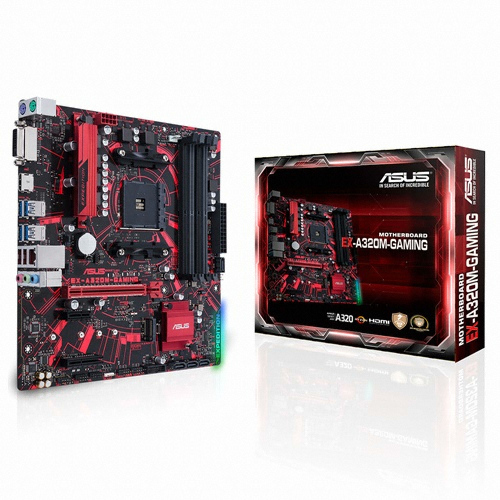 ASUS
EX-A320M-GAMING
ASUS
EXPEDITION
ASUS
IN SEARCH OF INCREDIBLE
MOTHERBOARD
EX-A320M-GAMING
A320
HDMI
MOTHERBOARD
EX-A320M-GAMING